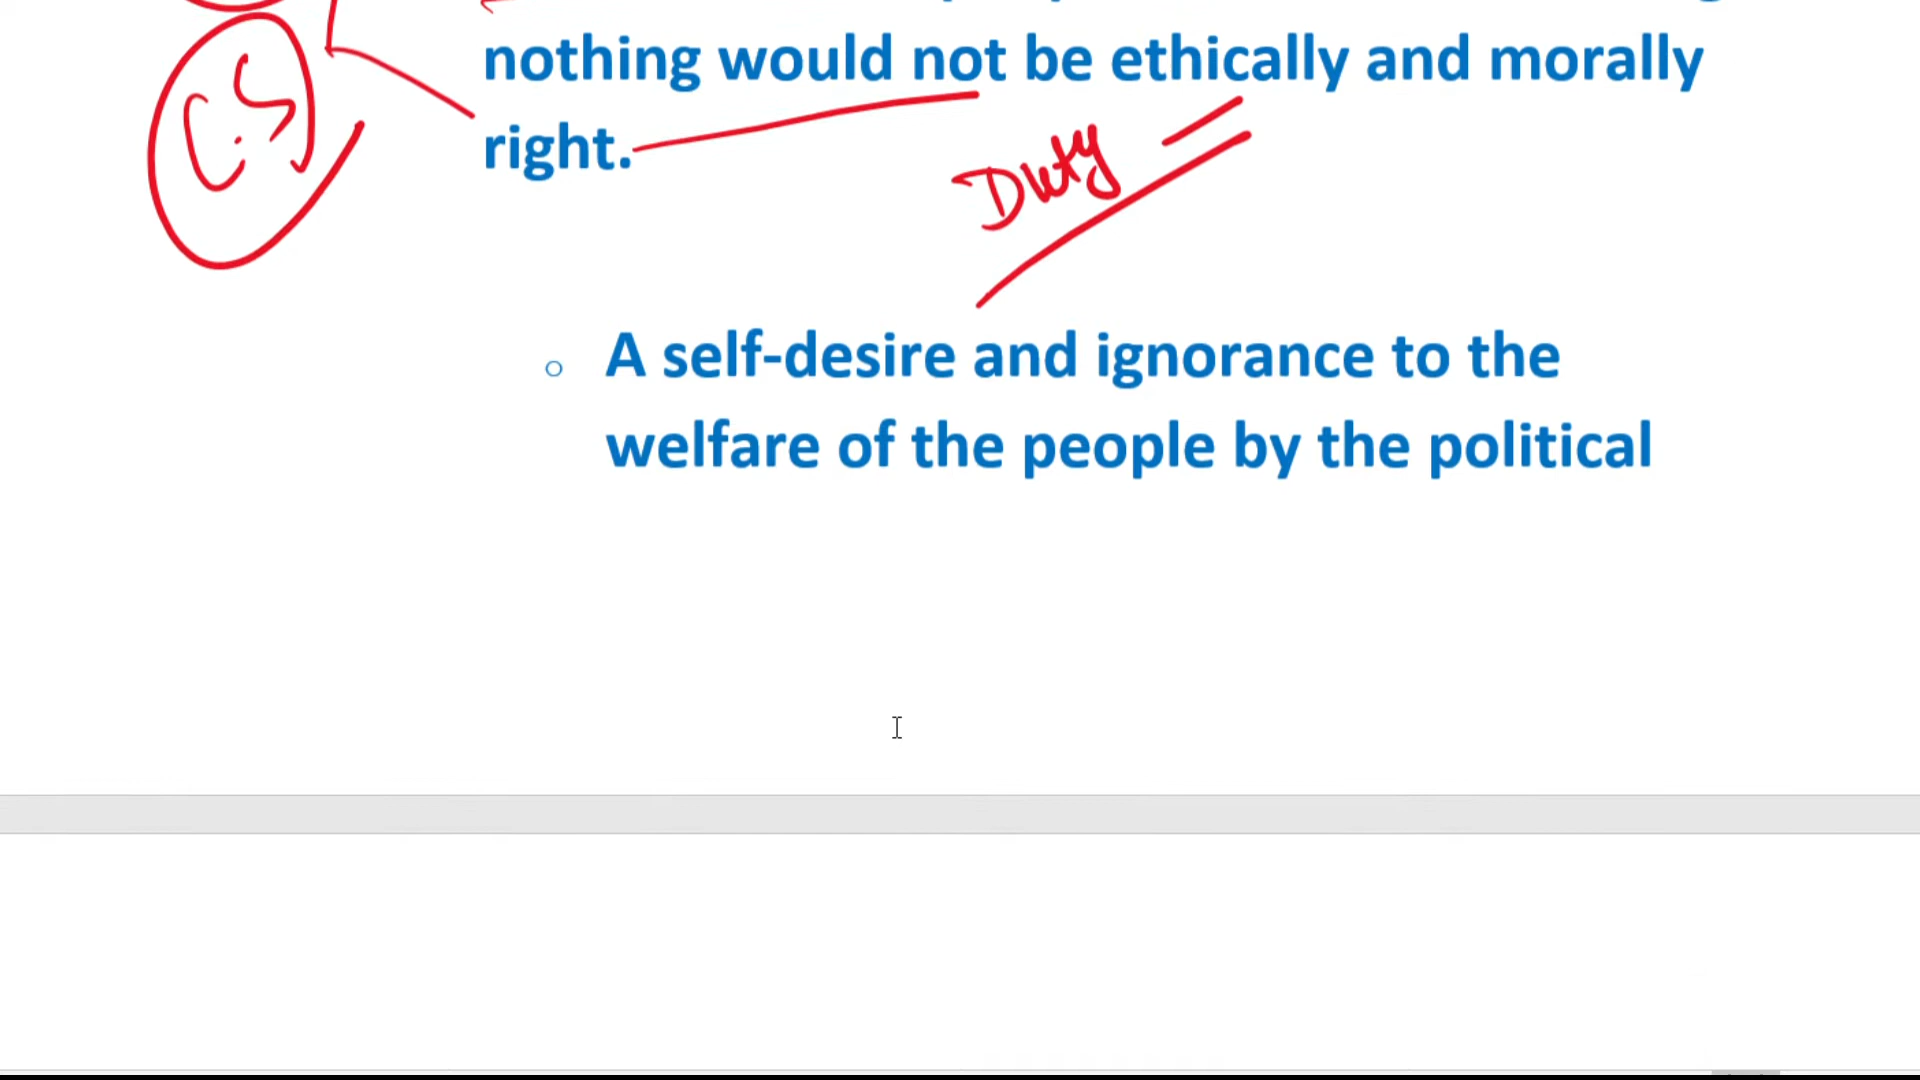 nothing would not be ethically and morally
C.S
right.
Duty =
○ A self-desire and ignorance to the
welfare of the people by the political